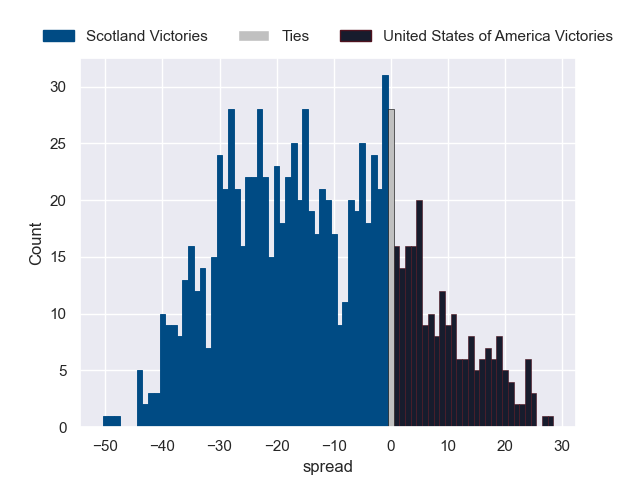 Scotland Victories Ties United States of America Victories
30
25
20
15
10
5
0
Count
−50 −40 −30 −20 −10 0 10 20 30
spread